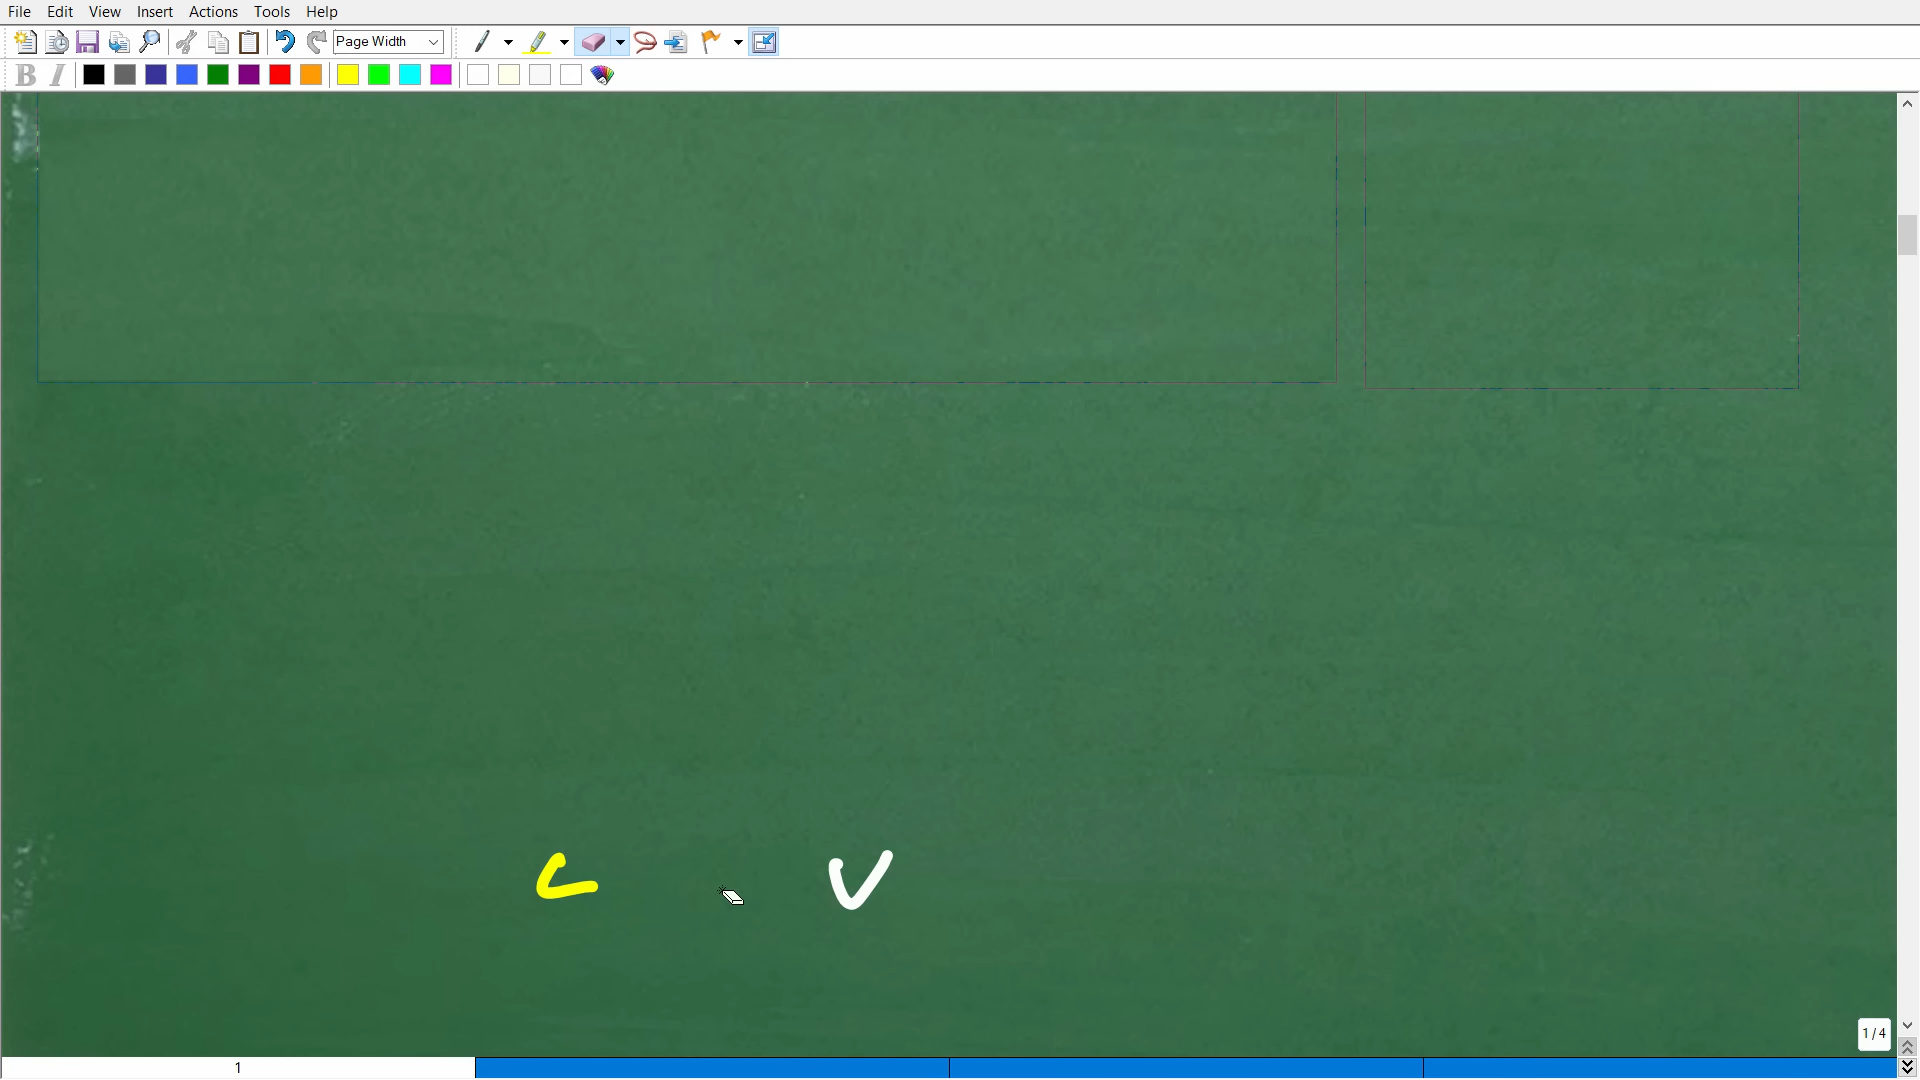 File Edit View Insert Actions Tools Help
Page Width
B I
c v
1 / 4
1